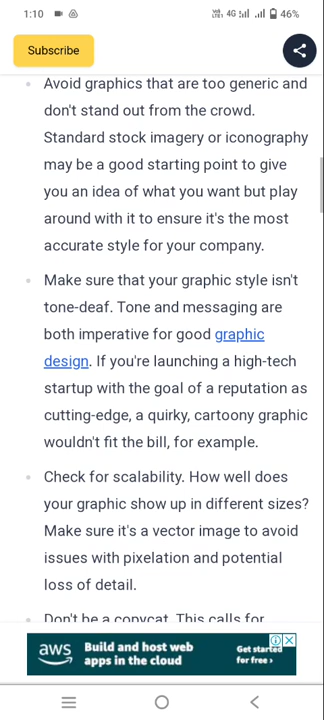 1:10
4G
46%
Subscribe
Avoid graphics that are too generic and
don't stand out from the crowd.
Standard stock imagery or iconography
may be a good starting point to give
you an idea of what you want but play
around with it to ensure it's the most
accurate style for your company.
Make sure that your graphic style isn't
tone-deaf. Tone and messaging are
both imperative for good graphic
design. If you're launching a high-tech
startup with the goal of a reputation as
cutting-edge, a quirky, cartoony graphic
wouldn't fit the bill, for example.
Check for scalability. How well does
your graphic show up in different sizes?
Make sure it's a vector image to avoid
issues with pixelation and potential
loss of detail.
Don't be a copycat. This calls for
aws
Build and host web
apps in the cloud
Get started
for free ›